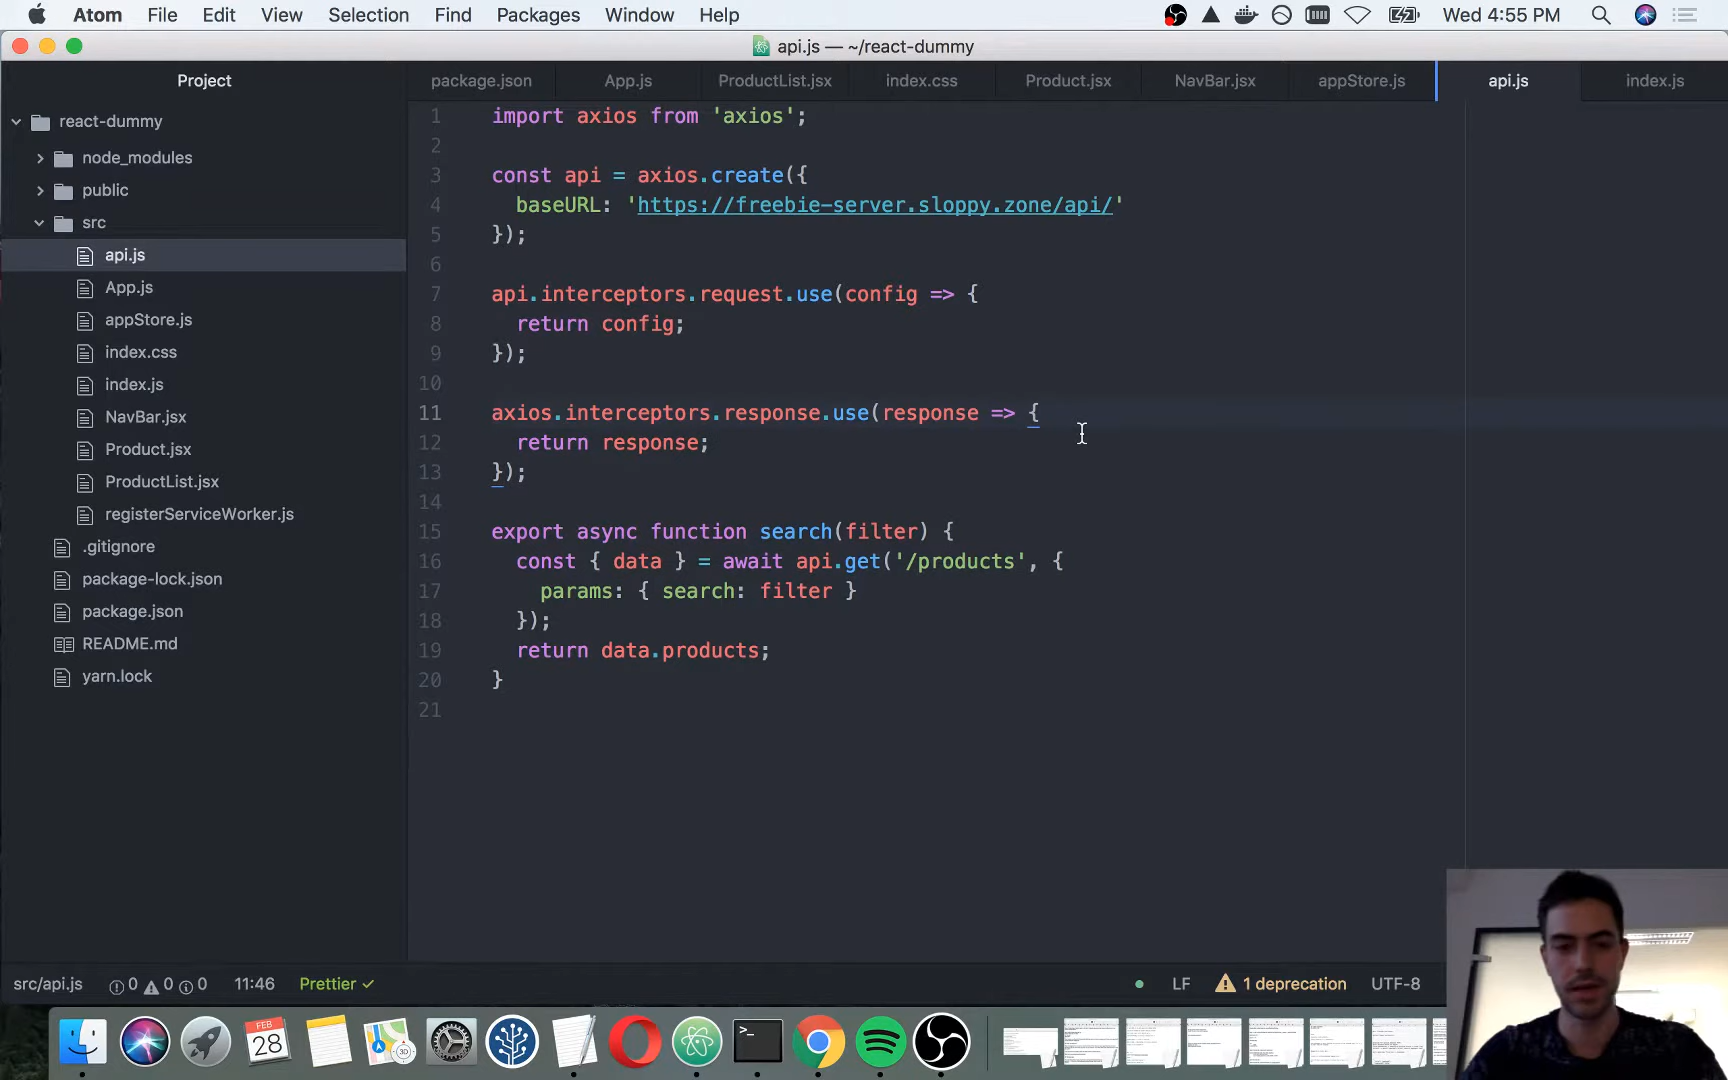 Atom File Edit View Selection Find Packages Window Help Wed 4:55 PM
api.js — ~/react-dummy
Project
package.json App.js ProductList.jsx index.css Product.jsx NavBar.jsx appStore.js api.js index.js
react-dummy
node_modules
public
src
api.js
App.js
appStore.js
index.css
index.js
NavBar.jsx
Product.jsx
ProductList.jsx
registerServiceWorker.js
.gitignore
package-lock.json
package.json
README.md
yarn.lock
1 import axios from 'axios';
2
3 const api = axios.create({
4 baseURL: 'https://freebie-server.sloppy.zone/api/'
5 });
6
7 api.interceptors.request.use(config => {
8 return config;
9 });
10
11 axios.interceptors.response.use(response => {
12 return response;
13 });
14
15 export async function search(filter) {
16 const { data } = await api.get('/products', {
17 params: { search: filter }
18 });
19 return data.products;
20 }
21
src/api.js 0 0 0 11:46 Prettier ✓ LF 1 deprecation UTF-8
FEB
28
>_